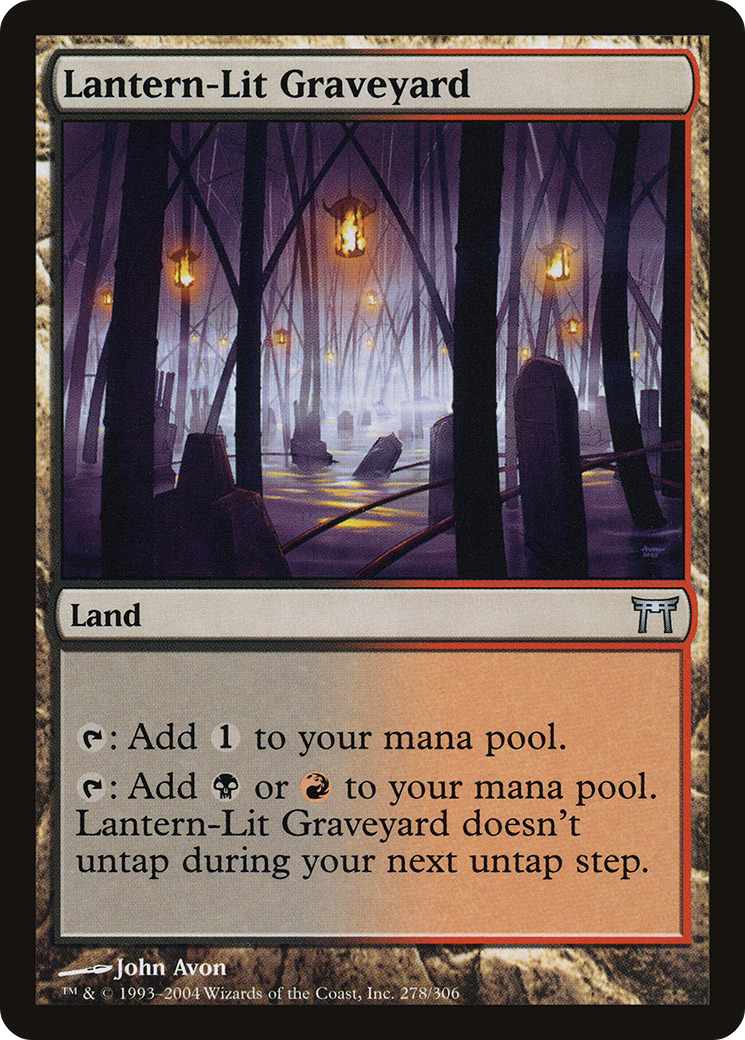 Lantern-Lit Graveyard
Land
: Add 1 to your mana pool.
: Add or to your mana pool.
Lantern-Lit Graveyard doesn't
untap during your next untap step.
John Avon
™ & © 1993–2004 Wizards of the Coast, Inc. 278/306